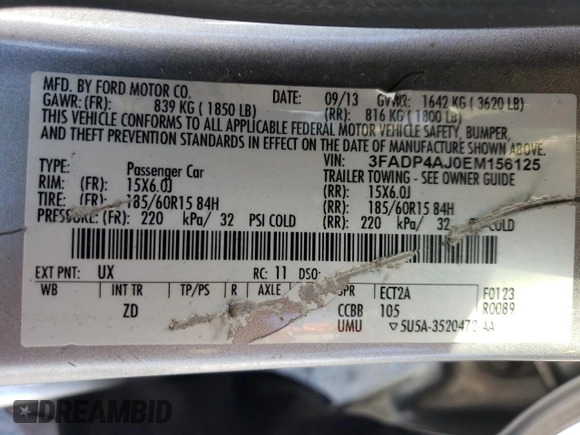 MFD. BY FORD MOTOR CO. DATE: 09/13 GVWR: 1642 KG ( 3620 LB)
GAWR: (FR): 839 KG ( 1850 LB) (RR): 816 KG ( 1800 LB)
THIS VEHICLE CONFORMS TO ALL APPLICABLE FEDERAL MOTOR VEHICLE SAFETY, BUMPER,
AND THEFT PREVENTION STANDARDS IN EFFECT ON THE DATE OF MANUFACTURE SHOWN ABOVE.
VIN: 3FADP4AJ0EM156125
TYPE: Passenger Car TRAILER TOWING - SEE OWNER GUIDE
RIM: (FR): 15X6.0J (RR): 15X6.0J
TIRE: (FR): 185/60R15 84H (RR): 185/60R15 84H
PRESSURE: (FR): 220 kPa/ 32 PSI COLD (RR): 220 kPa/ 32 PSI COLD
EXT PNT: UX RC: 11 DSO:
WB INT TR TP/PS R AXLE SPR ECT2A F0123
ZD CCBB 105 R0089
UMU ▽5U5A-3520472-AA
DREAMBID